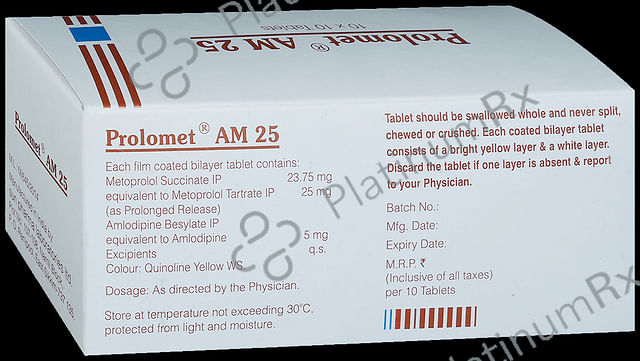 Prolomet® AM 25
10 x 10 Tablets
Prolomet® AM 25
Each film coated bilayer tablet contains:
Metoprolol Succinate IP 23.75 mg
equivalent to Metoprolol Tartrate IP 25 mg
(as Prolonged Release)
Amlodipine Besylate IP
equivalent to Amlodipine 5 mg
Excipients q.s.
Colour: Quinoline Yellow WS
Dosage: As directed by the Physician.
Store at temperature not exceeding 30°C,
protected from light and moisture.
Tablet should be swallowed whole and never split,
chewed or crushed. Each coated bilayer tablet
consists of a bright yellow layer & a white layer.
Discard the tablet if one layer is absent & report
to your Physician.
Batch No.:
Mfg. Date:
Expiry Date:
M.R.P. ₹
(Inclusive of all taxes)
per 10 Tablets
Prolomet® AM 25
PlatinumRx
PlatinumRx